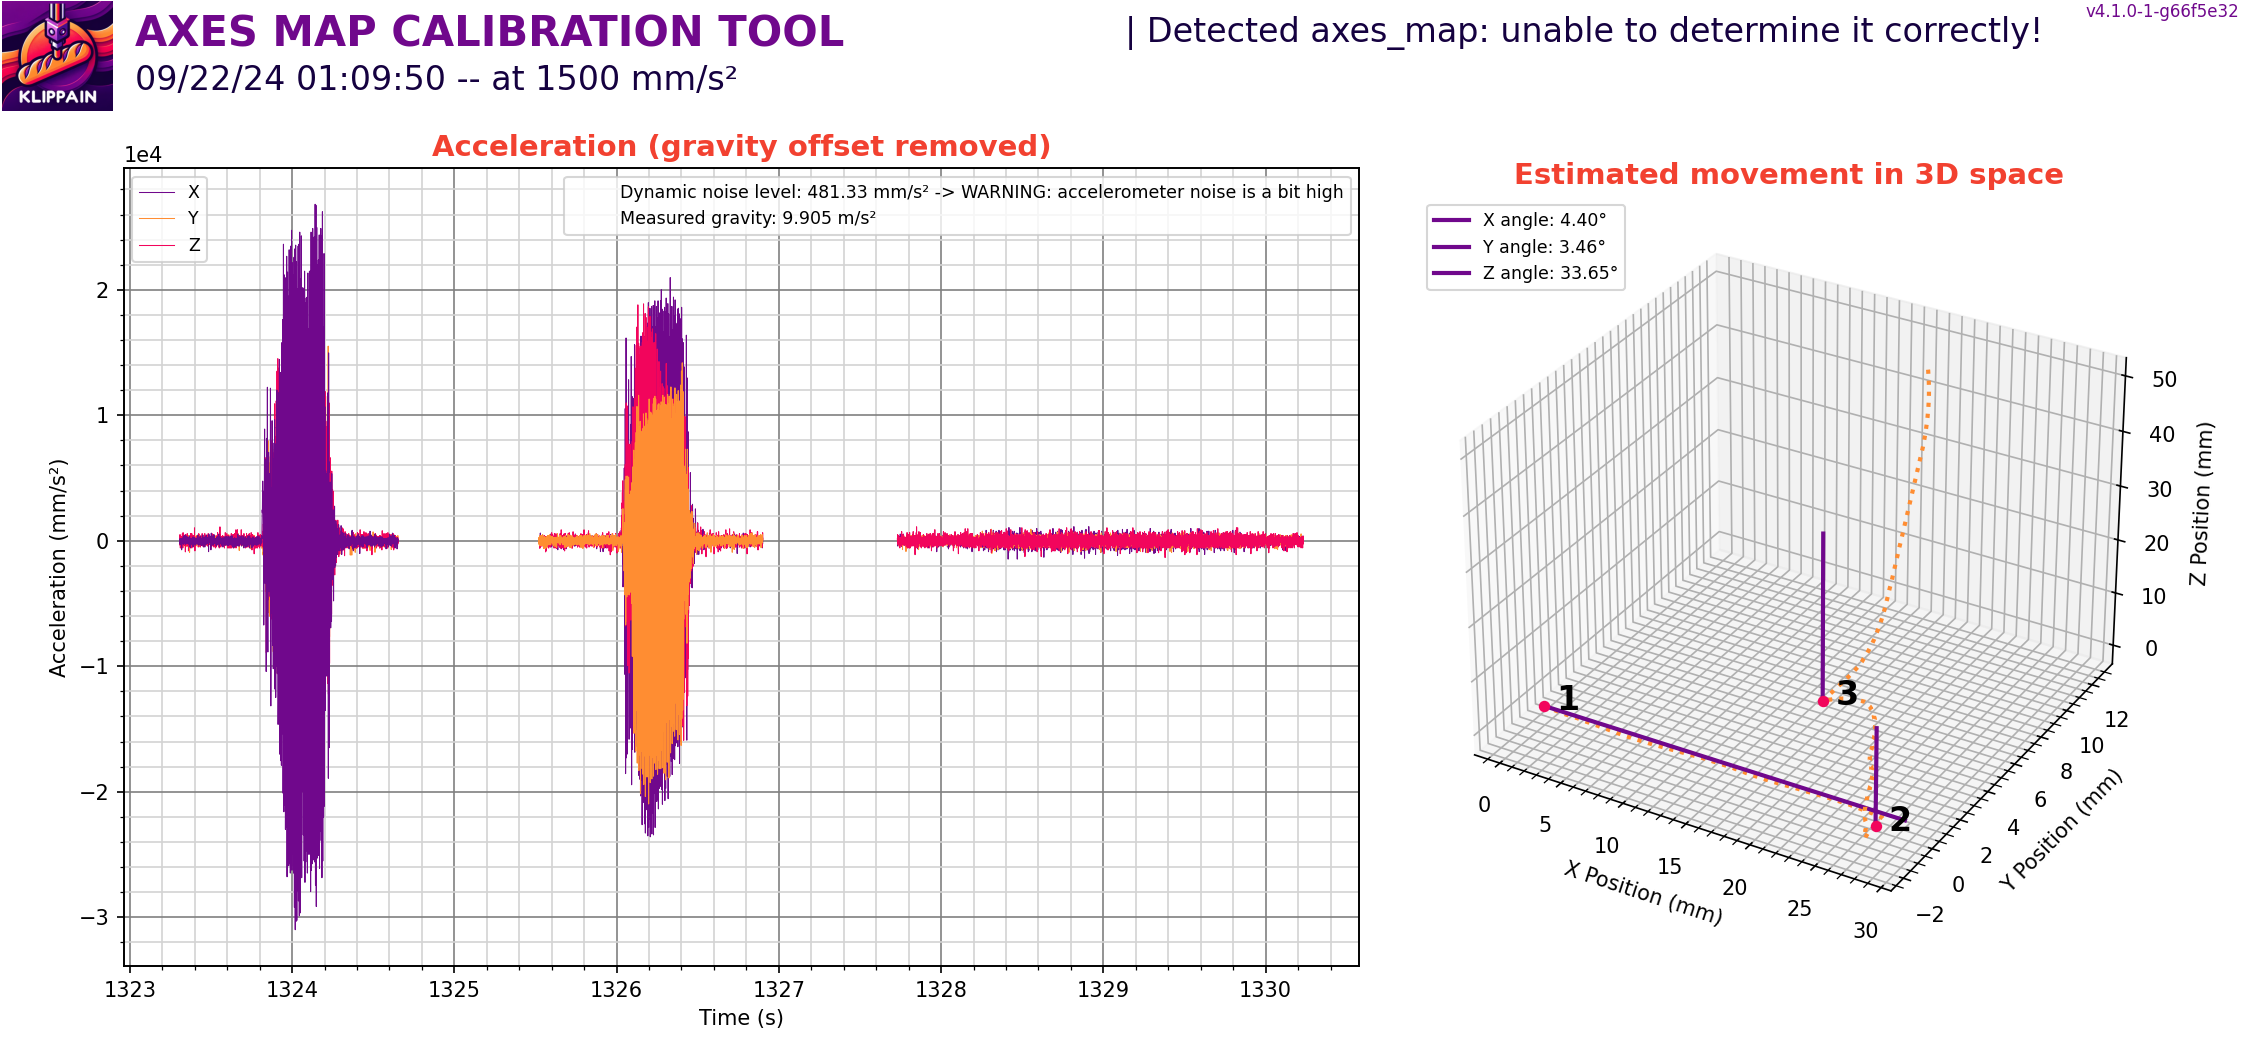 AXES MAP CALIBRATION TOOL
| Detected axes_map: unable to determine it correctly!
v4.1.0-1-g66f5e32
09/22/24 01:09:50 -- at 1500 mm/s²
KLIPPAIN
Acceleration (gravity offset removed)
1e4
X
Y
Z
Dynamic noise level: 481.33 mm/s² -> WARNING: accelerometer noise is a bit high
Measured gravity: 9.905 m/s²
2
1
0
−1
−2
−3
Acceleration (mm/s²)
1323
1324
1325
1326
1327
1328
1329
1330
Time (s)
Estimated movement in 3D space
X angle: 4.40°
Y angle: 3.46°
Z angle: 33.65°
1
3
2
50
40
30
20
10
0
Z Position (mm)
12
10
8
6
4
2
0
−2
Y Position (mm)
0
5
10
15
20
25
30
X Position (mm)